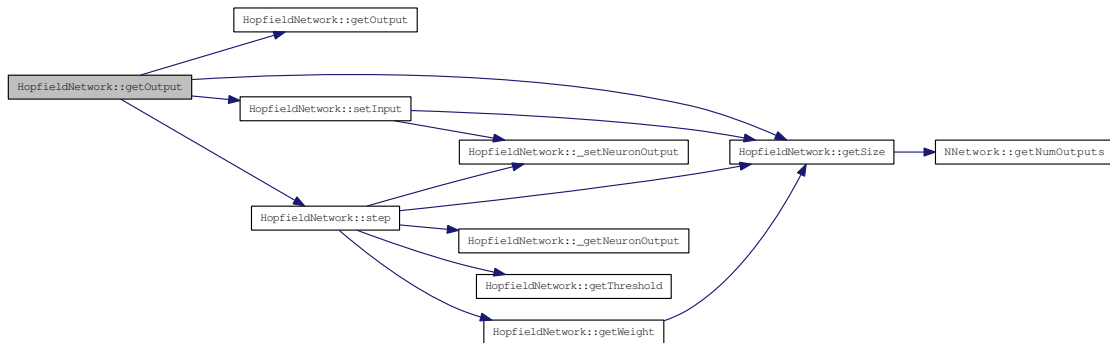 HopfieldNetwork::getOutput
HopfieldNetwork::getOutput
HopfieldNetwork::setInput
HopfieldNetwork::_setNeuronOutput
HopfieldNetwork::getSize
NNetwork::getNumOutputs
HopfieldNetwork::step
HopfieldNetwork::_getNeuronOutput
HopfieldNetwork::getThreshold
HopfieldNetwork::getWeight